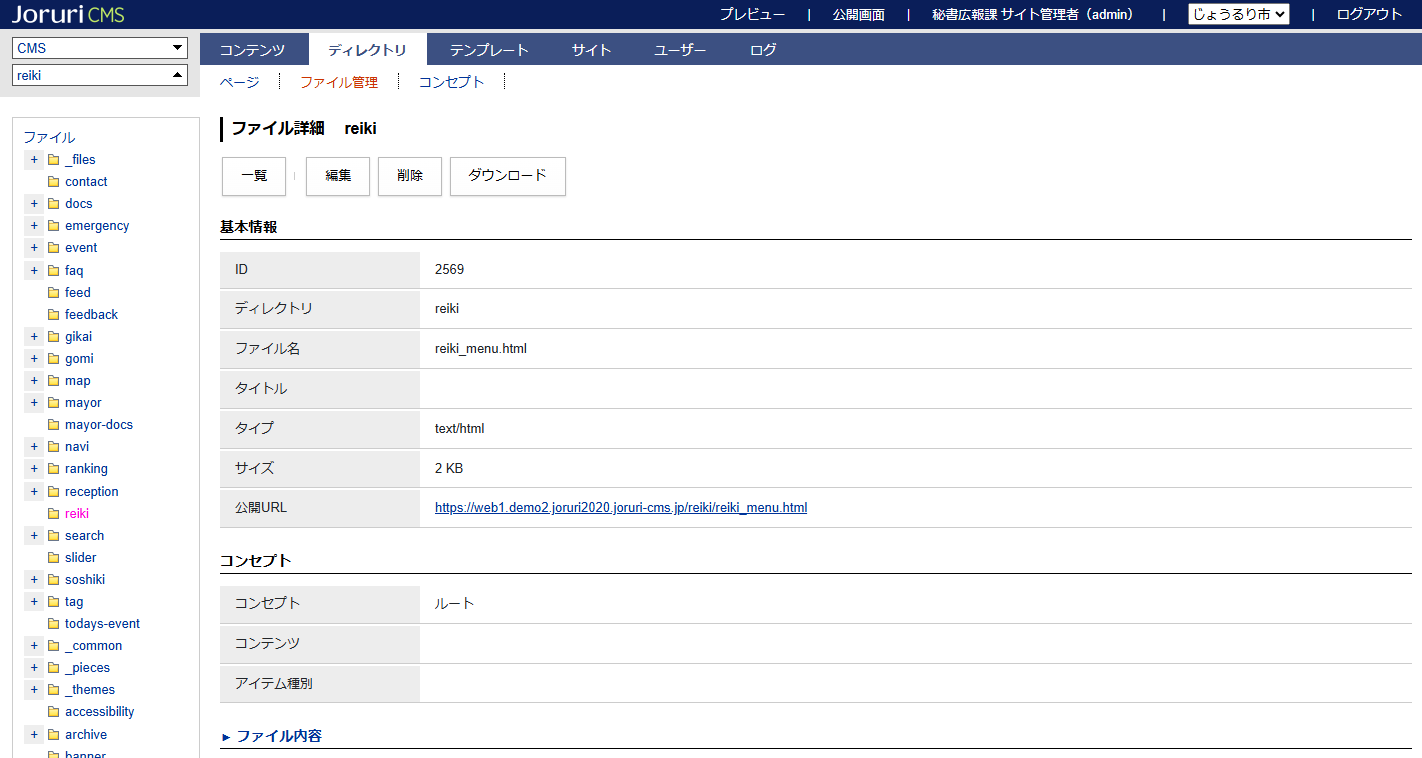 Joruri CMS
プレビュー | 公開画面 | 秘書広報課 サイト管理者（admin） | じょうるり市 | ログアウト
CMS
reiki
コンテンツ ディレクトリ テンプレート サイト ユーザー ログ
ページ ファイル管理 コンセプト
ファイル
+ _files
contact
+ docs
+ emergency
+ event
+ faq
feed
feedback
+ gikai
+ gomi
+ map
+ mayor
mayor-docs
+ navi
+ ranking
+ reception
reiki
+ search
slider
+ soshiki
+ tag
todays-event
+ _common
+ _pieces
+ _themes
accessibility
+ archive
banner
ファイル詳細 reiki
一覧 編集 削除 ダウンロード
基本情報
ID 2569
ディレクトリ reiki
ファイル名 reiki_menu.html
タイトル
タイプ text/html
サイズ 2 KB
公開URL https://web1.demo2.joruri2020.joruri-cms.jp/reiki/reiki_menu.html
コンセプト
コンセプト ルート
コンテンツ
アイテム種別
► ファイル内容